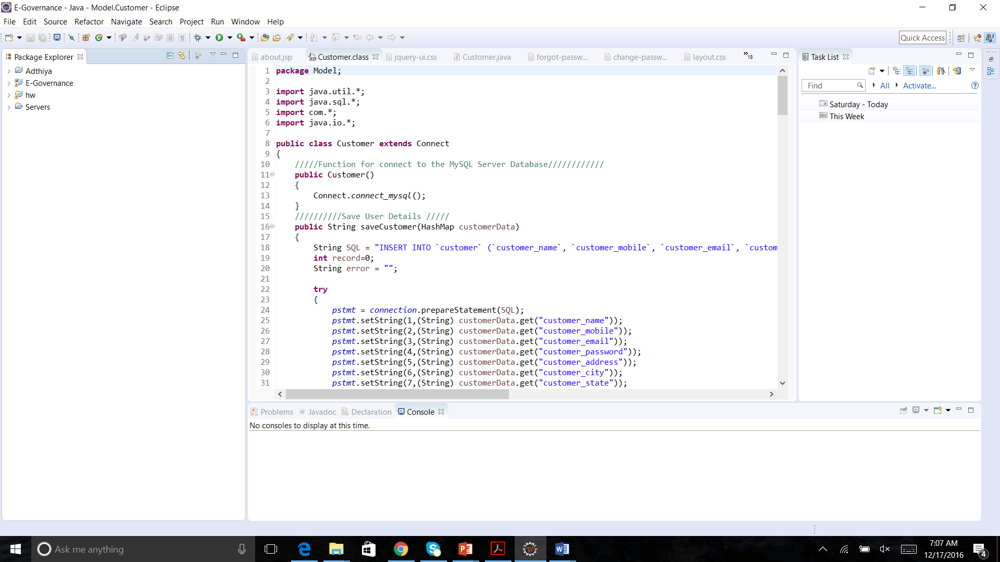 E-Governance - Java - Model.Customer - Eclipse
File Edit Source Refactor Navigate Search Project Run Window Help
Quick Access
Package Explorer
Adthiya
E-Governance
hw
Servers
about.jsp Customer.class jquery-ui.css Customer.java forgot-passw... change-passw... layout.css »18
1 package Model;
2
3 import java.util.*;
4 import java.sql.*;
5 import com.*;
6 import java.io.*;
7
8 public class Customer extends Connect
9 {
10 /////Function for connect to the MySQL Server Database////////////
11 public Customer()
12 {
13 Connect.connect_mysql();
14 }
15 //////////Save User Details /////
16 public String saveCustomer(HashMap customerData)
17 {
18 String SQL = "INSERT INTO `customer` (`customer_name`, `customer_mobile`, `customer_email`, `custom
19 int record=0;
20 String error = "";
21
22 try
23 {
24 pstmt = connection.prepareStatement(SQL);
25 pstmt.setString(1,(String) customerData.get("customer_name"));
26 pstmt.setString(2,(String) customerData.get("customer_mobile"));
27 pstmt.setString(3,(String) customerData.get("customer_email"));
28 pstmt.setString(4,(String) customerData.get("customer_password"));
29 pstmt.setString(5,(String) customerData.get("customer_address"));
30 pstmt.setString(6,(String) customerData.get("customer_city"));
31 pstmt.setString(7,(String) customerData.get("customer_state"));
Task List
Find All Activate...
Saturday - Today
This Week
Problems @ Javadoc Declaration Console
No consoles to display at this time.
Ask me anything
7:07 AM
12/17/2016
4